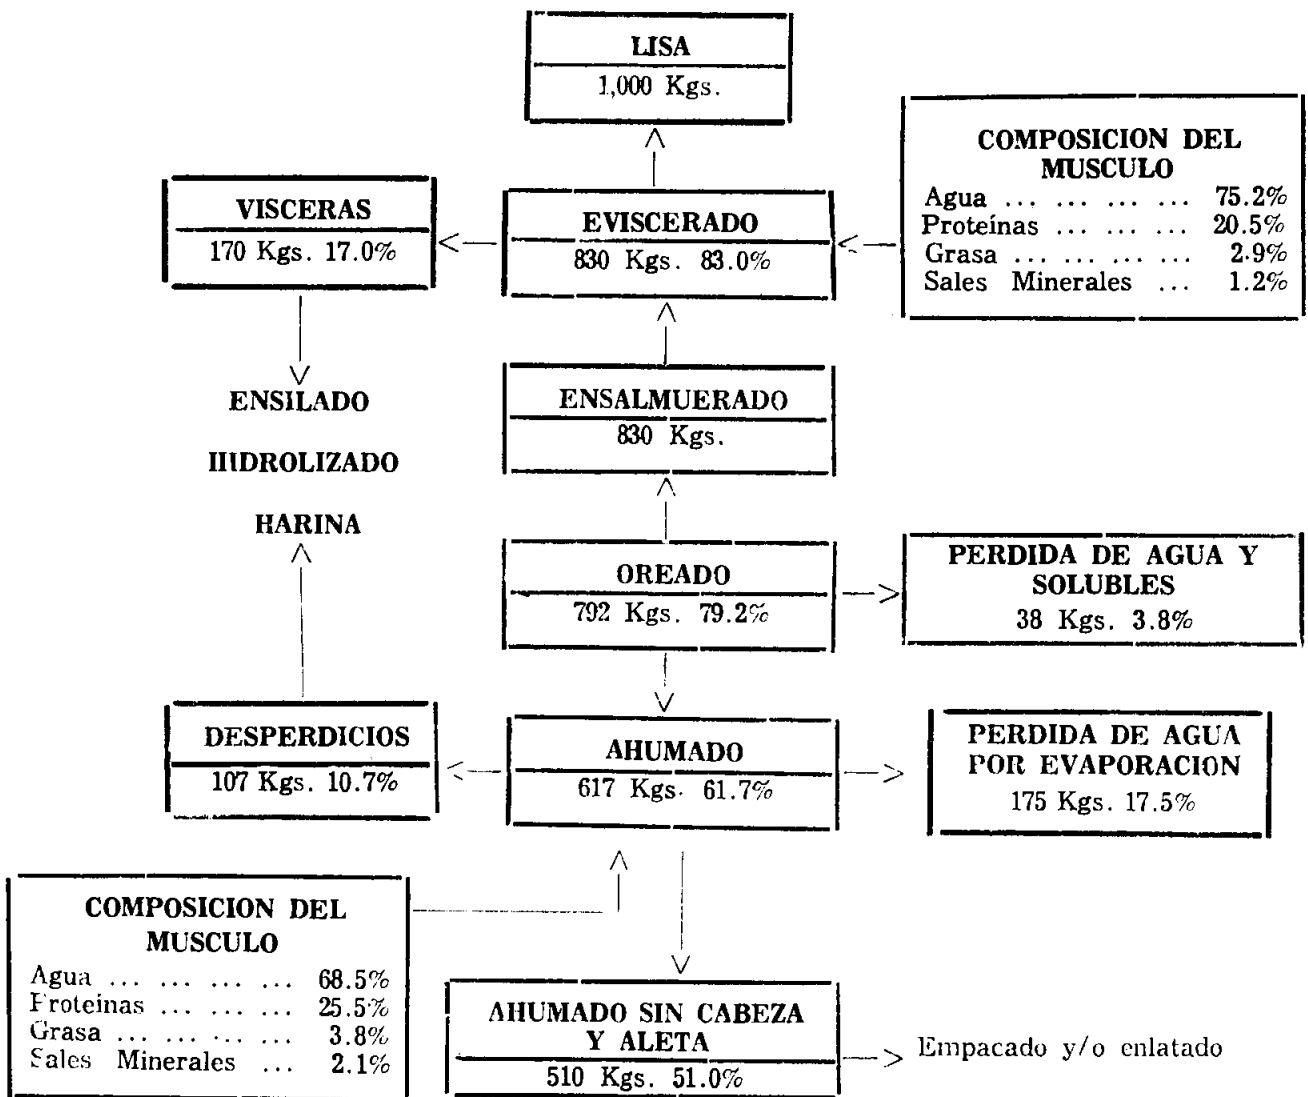 LISA
1,000 Kgs.
COMPOSICION DEL
MUSCULO
Agua ... ... ... ... 75.2%
Proteínas ... ... ... 20.5%
Grasa ... ... ... ... 2.9%
Sales Minerales ... 1.2%
VISCERAS
170 Kgs. 17.0%
EVISCERADO
830 Kgs. 83.0%
ENSILADO
HIDROLIZADO
HARINA
ENSALMUERADO
830 Kgs.
OREADO
792 Kgs. 79.2%
PERDIDA DE AGUA Y
SOLUBLES
38 Kgs. 3.8%
DESPERDICIOS
107 Kgs. 10.7%
AHUMADO
617 Kgs. 61.7%
PERDIDA DE AGUA
POR EVAPORACION
175 Kgs. 17.5%
COMPOSICION DEL
MUSCULO
Agua ... ... ... ... 68.5%
Proteinas ... ... ... 25.5%
Grasa ... ... ... ... 3.8%
Sales Minerales ... 2.1%
AHUMADO SIN CABEZA
Y ALETA
510 Kgs. 51.0%
Empacado y/o enlatado